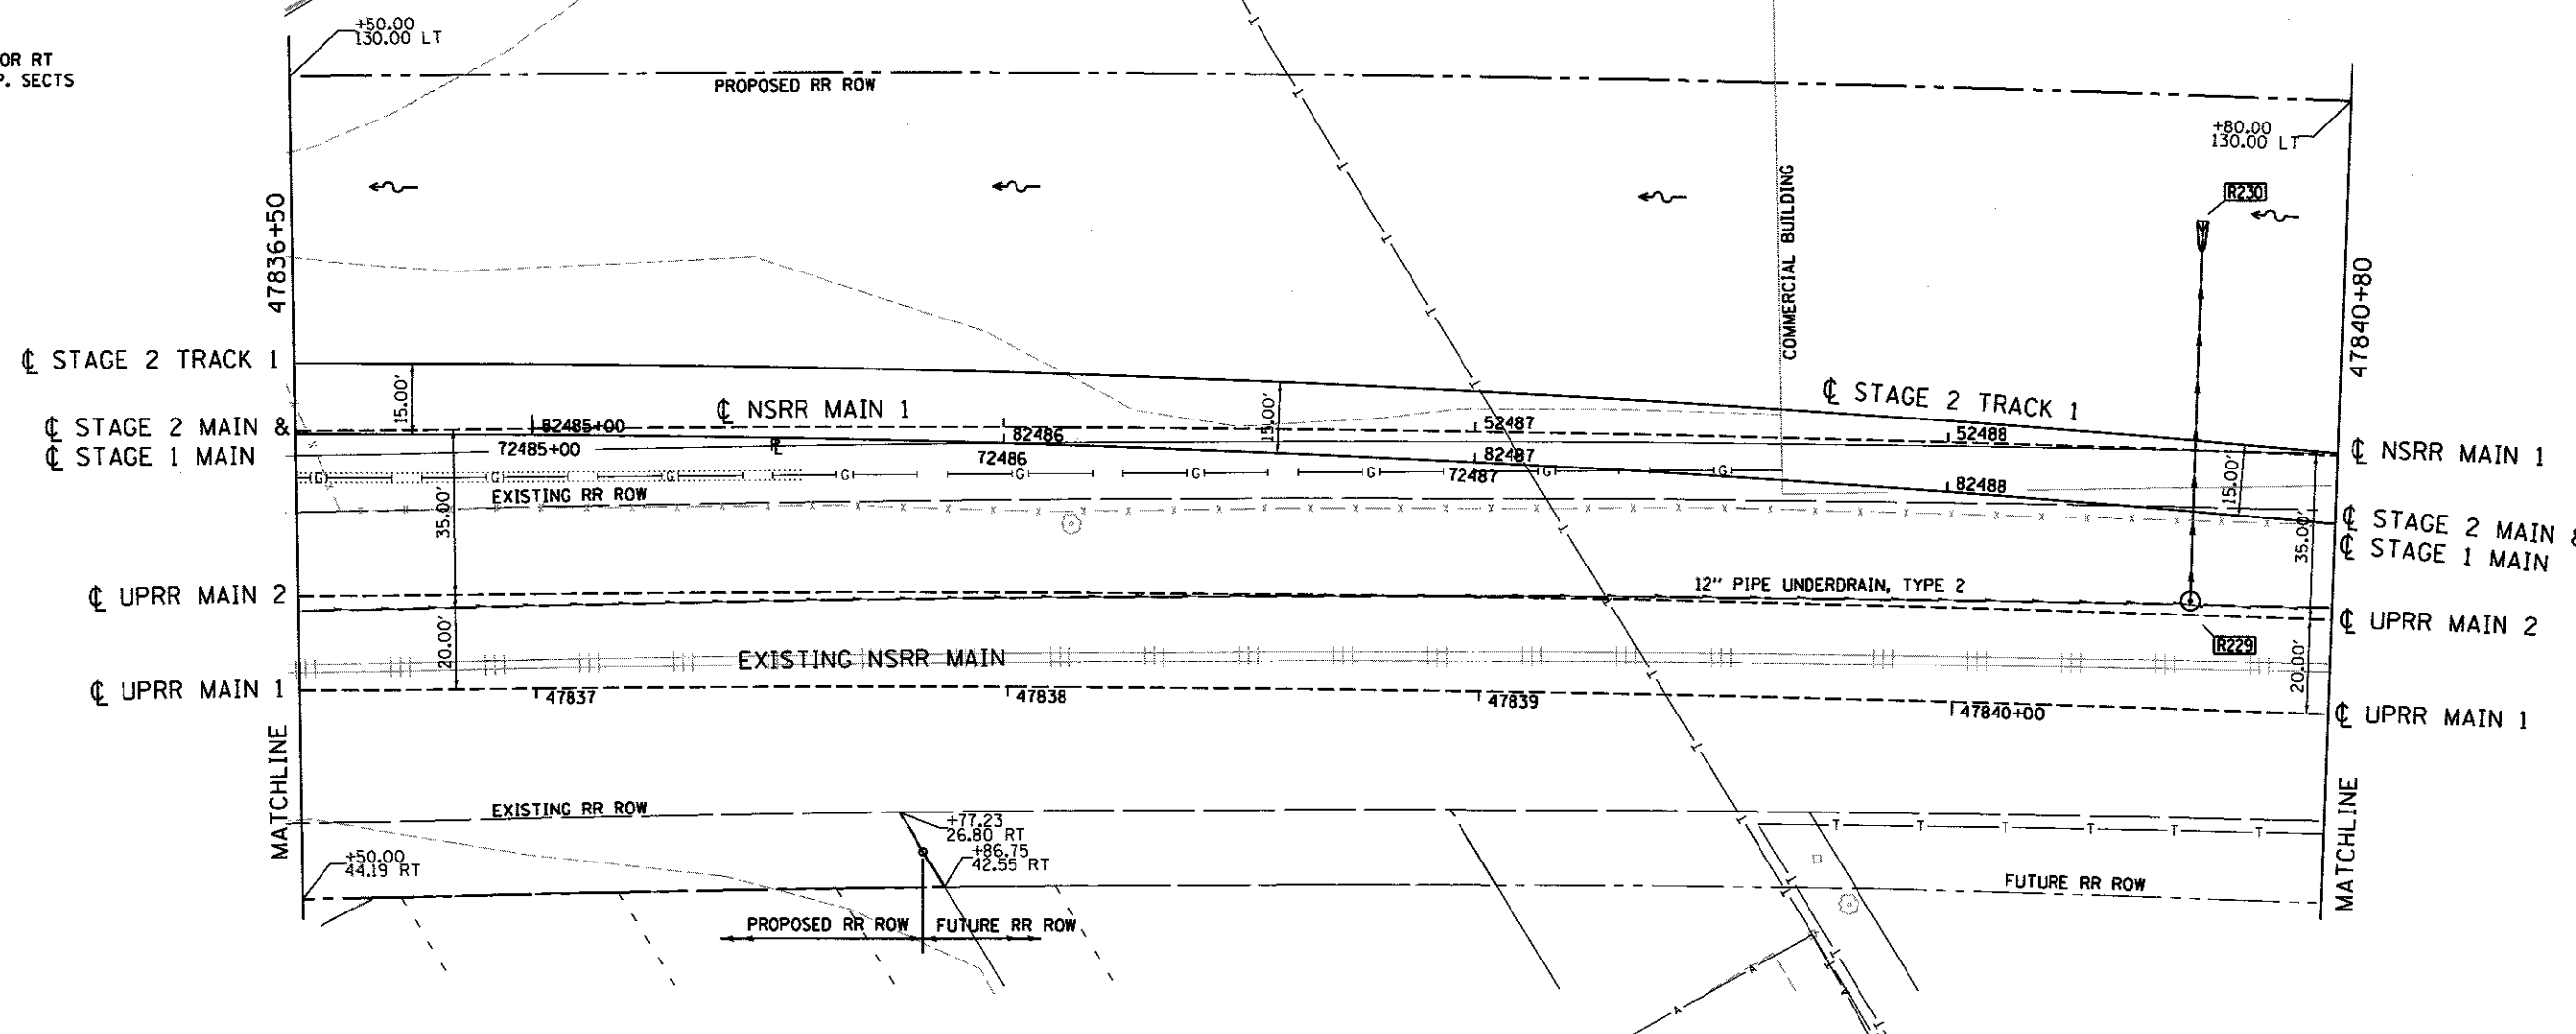 OR RT
P. SECTS
+50.00
130.00 LT
PROPOSED RR ROW
+80.00
130.00 LT
R230
47836+50
COMMERCIAL BUILDING
47840+80
℄ STAGE 2 TRACK 1
15.00'
℄ NSRR MAIN 1
15.00'
℄ STAGE 2 TRACK 1
℄ STAGE 2 MAIN &
℄ STAGE 1 MAIN
82485+00
72485+00
82486
72486
52487
82487
72487
52488
82488
℄ NSRR MAIN 1
15.00'
G G G G G G G G G
EXISTING RR ROW
35.00'
35.00'
℄ STAGE 2 MAIN &
℄ STAGE 1 MAIN
℄ UPRR MAIN 2
12" PIPE UNDERDRAIN, TYPE 2
℄ UPRR MAIN 2
R229
20.00'
EXISTING NSRR MAIN
20.00'
℄ UPRR MAIN 1
47837
47838
47839
47840+00
℄ UPRR MAIN 1
MATCHLINE
EXISTING RR ROW
+77.23
26.80 RT
+86.75
42.55 RT
T T T T T T
MATCHLINE
+50.00
44.19 RT
FUTURE RR ROW
PROPOSED RR ROW
FUTURE RR ROW
A A A